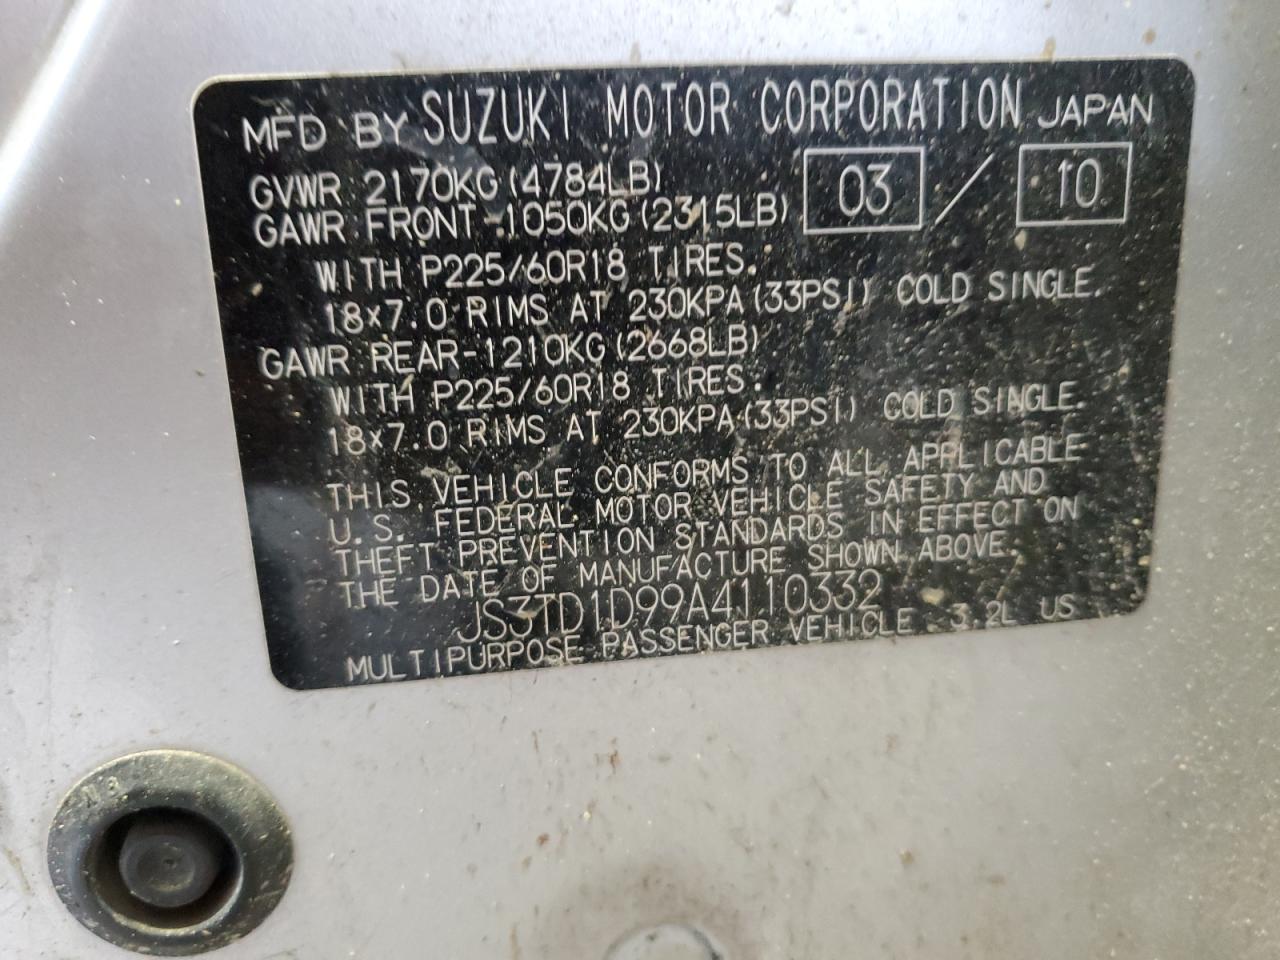 MFD BY SUZUKI MOTOR CORPORATION JAPAN
GVWR 2170KG(4784LB) 03 / 10
GAWR FRONT-1050KG(2315LB)
WITH P225/60R18 TIRES.
18×7.0 RIMS AT 230KPA(33PSI) COLD SINGLE.
GAWR REAR-1210KG(2668LB)
WITH P225/60R18 TIRES.
18×7.0 RIMS AT 230KPA(33PSI) COLD SINGLE
THIS VEHICLE CONFORMS TO ALL APPLICABLE
U.S. FEDERAL MOTOR VEHICLE SAFETY AND
THEFT PREVENTION STANDARDS IN EFFECT ON
THE DATE OF MANUFACTURE SHOWN ABOVE.
JS3TD1D99A4110332
MULTIPURPOSE PASSENGER VEHICLE 3.2L US